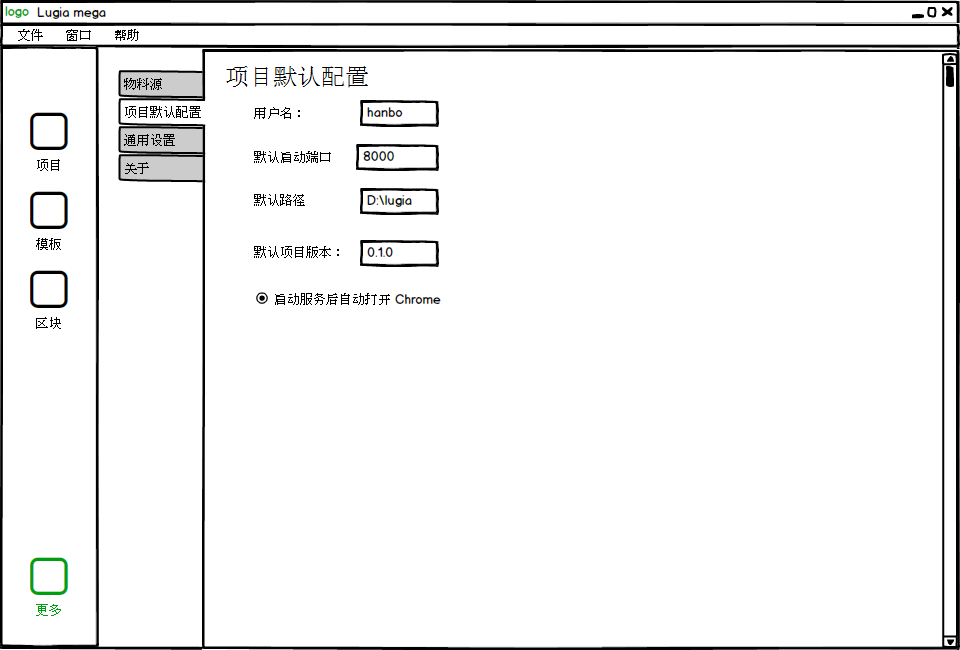 logo Lugia mega
文件 窗口 帮助
项目
模板
区块
更多
物料源
项目默认配置
通用设置
关于
项目默认配置
用户名： hanbo
默认启动端口 8000
默认路径 D:\lugia
默认项目版本： 0.1.0
启动服务后自动打开 Chrome